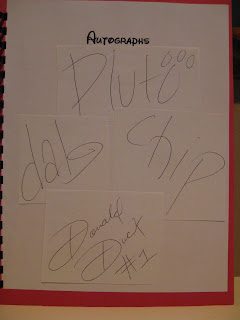 AUTOGRAPHS
Pluto
dale
Chip
Donald
Duck
#1